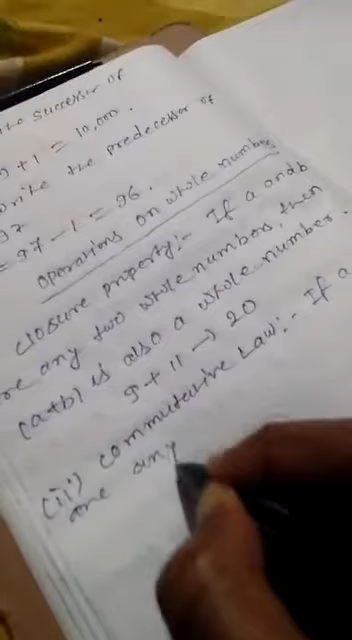 the successor of
9 + 1 = 10,000.
write the predecessor of
97
= 97 - 1 = 96.
operations on whole numbers
closure property:- If a and b
re any two whole numbers, then
(a+b) is also a whole number.
9 + 11 → 20
(ii) commutative Law:- If a
are any